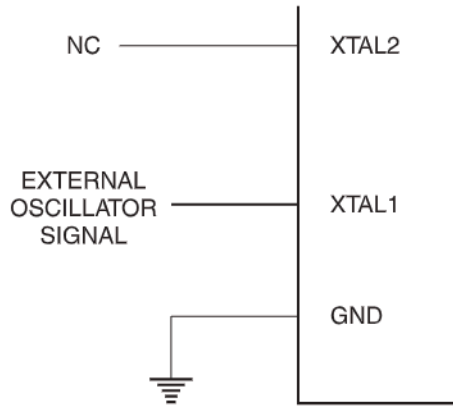 NC
XTAL2
EXTERNAL
OSCILLATOR
SIGNAL
XTAL1
GND